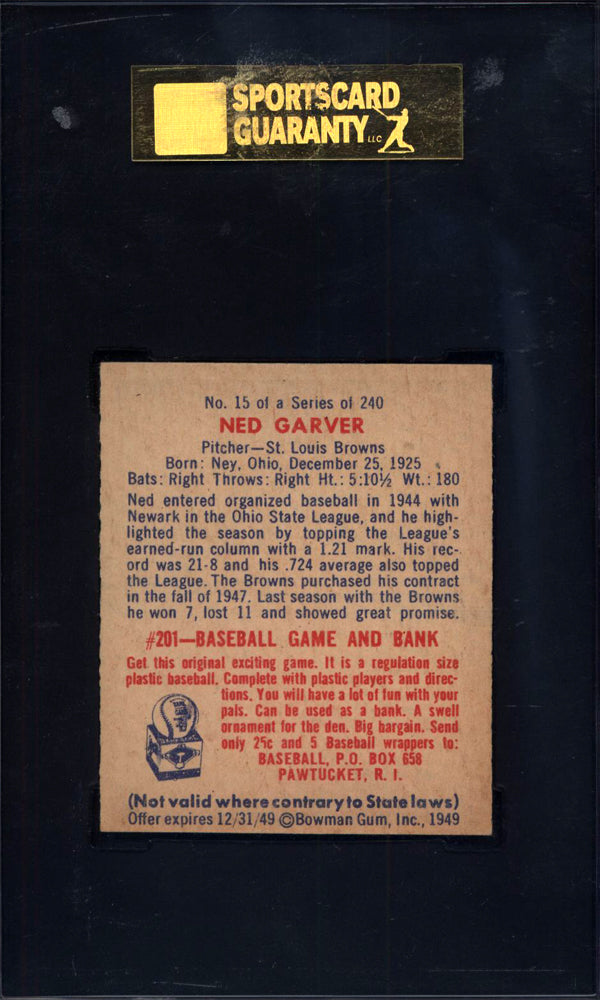 SPORTSCARD
GUARANTY LLC
No. 15 of a Series of 240
NED GARVER
Pitcher—St. Louis Browns
Born: Ney, Ohio, December 25, 1925
Bats: Right Throws: Right Ht.: 5:10½ Wt.: 180
Ned entered organized baseball in 1944 with
Newark in the Ohio State League, and he high-
lighted the season by topping the League's
earned-run column with a 1.21 mark. His rec-
ord was 21-8 and his .724 average also topped
the League. The Browns purchased his contract
in the fall of 1947. Last season with the Browns
he won 7, lost 11 and showed great promise.
#201—BASEBALL GAME AND BANK
Get this original exciting game. It is a regulation size
plastic baseball. Complete with plastic players and direc-
tions. You will have a lot of fun with your
pals. Can be used as a bank. A swell
ornament for the den. Big bargain. Send
only 25c and 5 Baseball wrappers to:
BASEBALL, P.O. BOX 658
PAWTUCKET, R. I.
(Not valid where contrary to State laws)
Offer expires 12/31/49 ©Bowman Gum, Inc., 1949